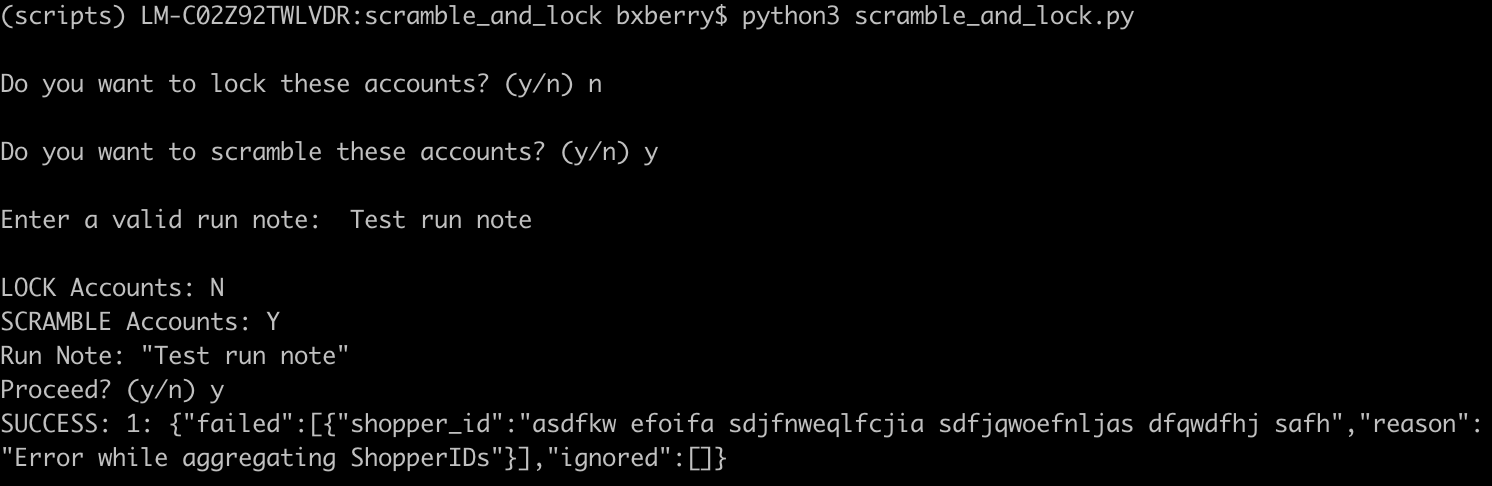 (scripts) LM-C02Z92TWLVDR:scramble_and_lock bxberry$ python3 scramble_and_lock.py
Do you want to lock these accounts? (y/n) n
Do you want to scramble these accounts? (y/n) y
Enter a valid run note:  Test run note
LOCK Accounts: N
SCRAMBLE Accounts: Y
Run Note: "Test run note"
Proceed? (y/n) y
SUCCESS: 1: {"failed":[{"shopper_id":"asdfkw efoifa sdjfnweqlfcjia sdfjqwoefnljas dfqwdfhj safh","reason":
"Error while aggregating ShopperIDs"}],"ignored":[]}